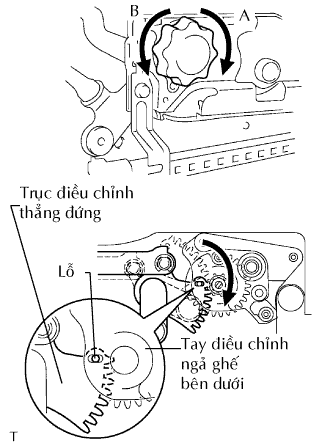 B
A
Trục điều chỉnh
thẳng đứng
Lỗ
Tay điều chỉnh
ngả ghế
bên dưới
T